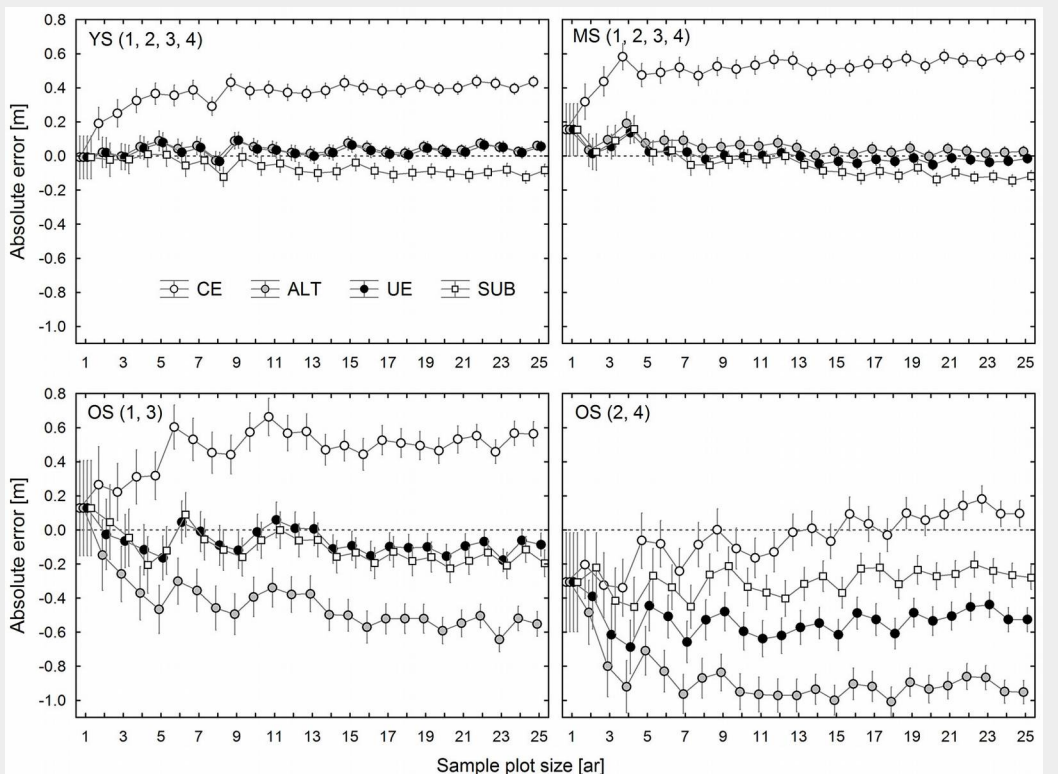 YS (1, 2, 3, 4)
MS (1, 2, 3, 4)
0.8
0.6
0.4
0.2
0.0
-0.2
-0.4
-0.6
-0.8
-1.0
Absolute error [m]
CE ALT UE SUB
1 3 5 7 9 11 13 15 17 19 21 23 25
1 3 5 7 9 11 13 15 17 19 21 23 25
OS (1, 3)
OS (2, 4)
0.8
0.6
0.4
0.2
0.0
-0.2
-0.4
-0.6
-0.8
-1.0
Absolute error [m]
1 3 5 7 9 11 13 15 17 19 21 23 25
1 3 5 7 9 11 13 15 17 19 21 23 25
Sample plot size [ar]